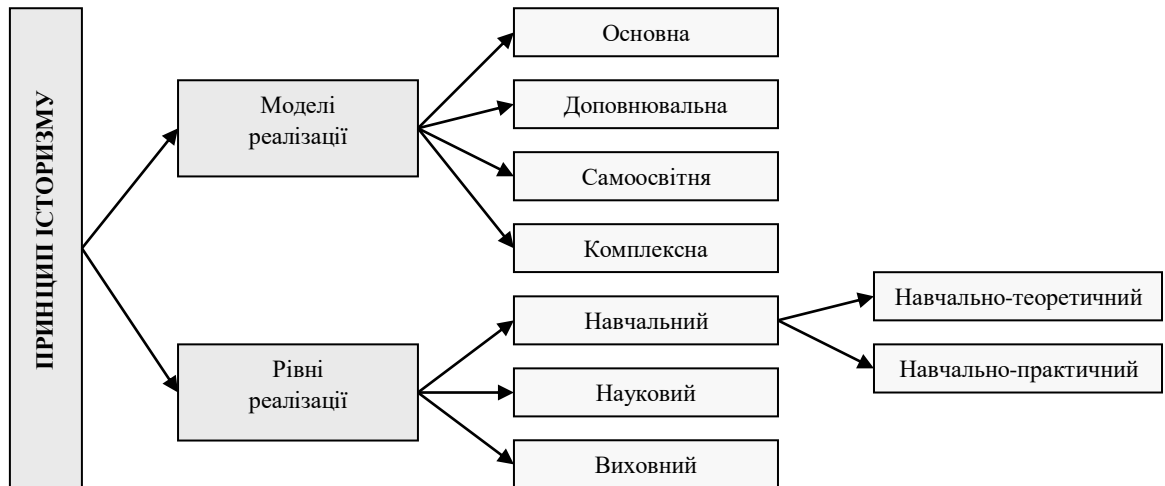 ПРИНЦИП ІСТОРИЗМУ
Моделі
реалізації
Основна
Доповнювальна
Самоосвітня
Комплексна
Рівні
реалізації
Навчальний
Науковий
Виховний
Навчально-теоретичний
Навчально-практичний